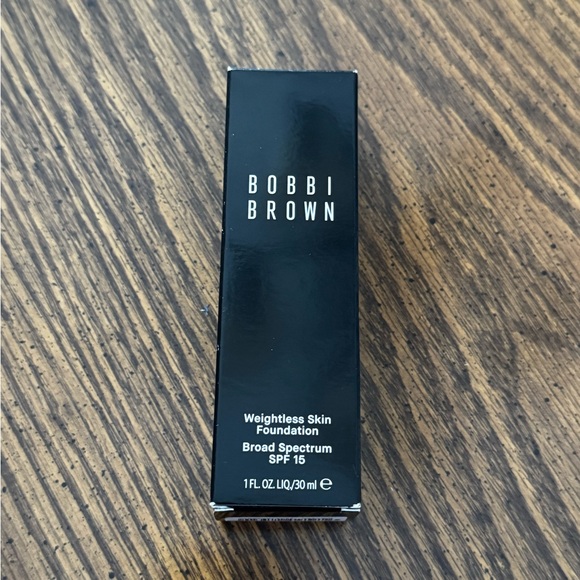 BOBBI
BROWN
Weightless Skin
Foundation
Broad Spectrum
SPF 15
1 FL. OZ. LIQ./30 ml ℮